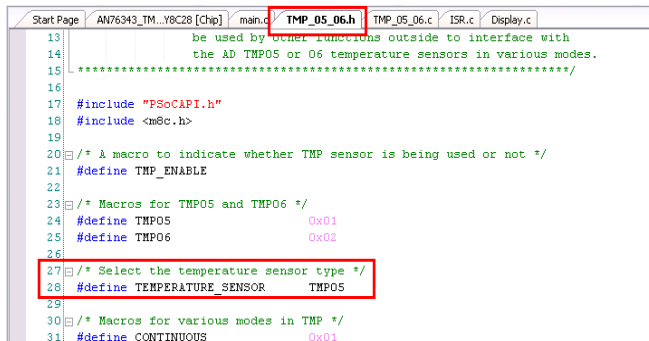 Start Page AN76343_TM...Y8C28 [Chip] main.c TMP_05_06.h TMP_05_06.c ISR.c Display.c
13 be used by other functions outside to interface with
14 the AD TMP05 or 06 temperature sensors in various modes.
15 *******************************************************************/
16
17 #include "PSoCAPI.h"
18 #include <m8c.h>
19
20 /* A macro to indicate whether TMP sensor is being used or not */
21 #define TMP_ENABLE
22
23 /* Macros for TMP05 and TMP06 */
24 #define TMP05 0x01
25 #define TMP06 0x02
26
27 /* Select the temperature sensor type */
28 #define TEMPERATURE_SENSOR TMP05
29
30 /* Macros for various modes in TMP */
31 #define CONTINUOUS 0x01